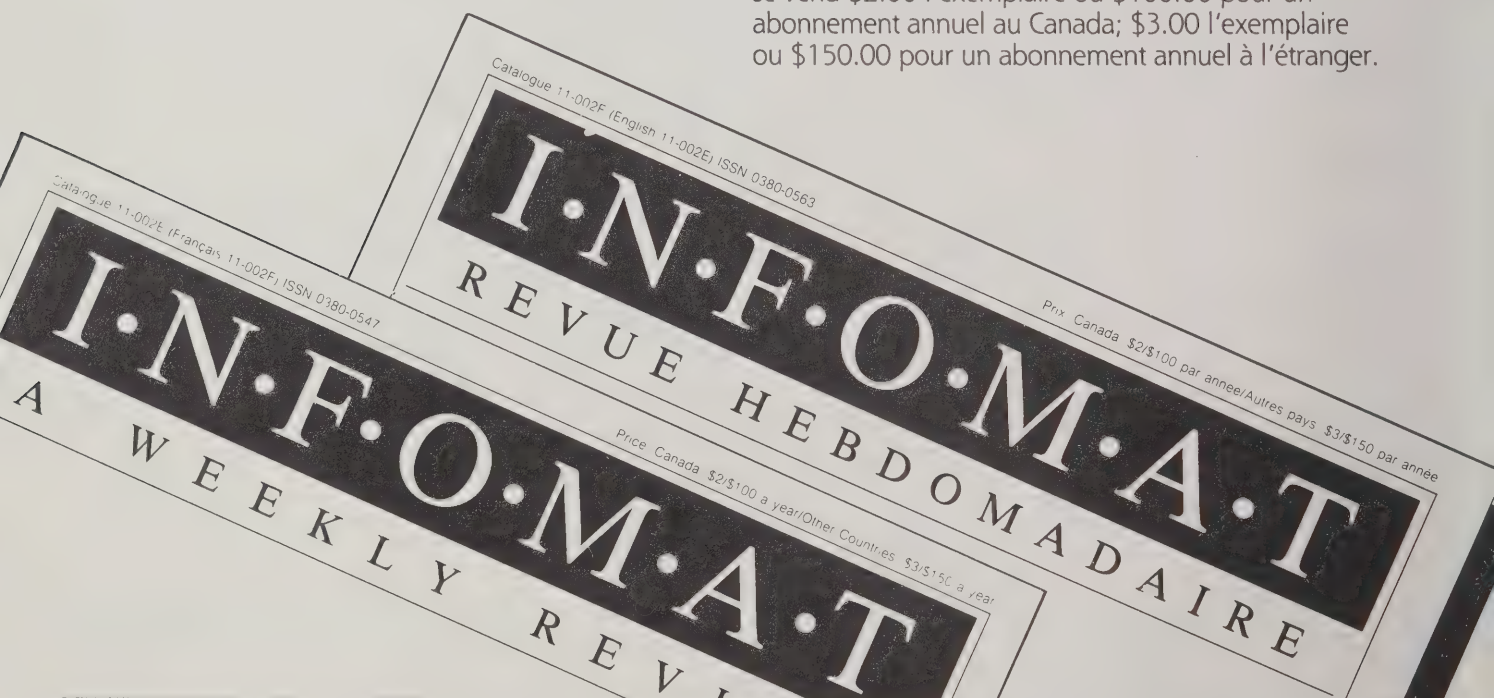 abonnement annuel au Canada; $3.00 l'exemplaire
ou $150.00 pour un abonnement annuel à l'étranger.
Catalogue 11-002F (English 11-002E) ISSN 0380-0563
I•N•F•O•M•A•T
REVUE HEBDOMADAIRE
Prix Canada $2/$100 par année/Autres pays $3/$150 par année
Catalogue 11-002E (Français 11-002F) ISSN 0380-0547
I•N•F•O•M•A•T
A WEEKLY
Price Canada $2/$100 a year/Other Countries $3/$150 a year